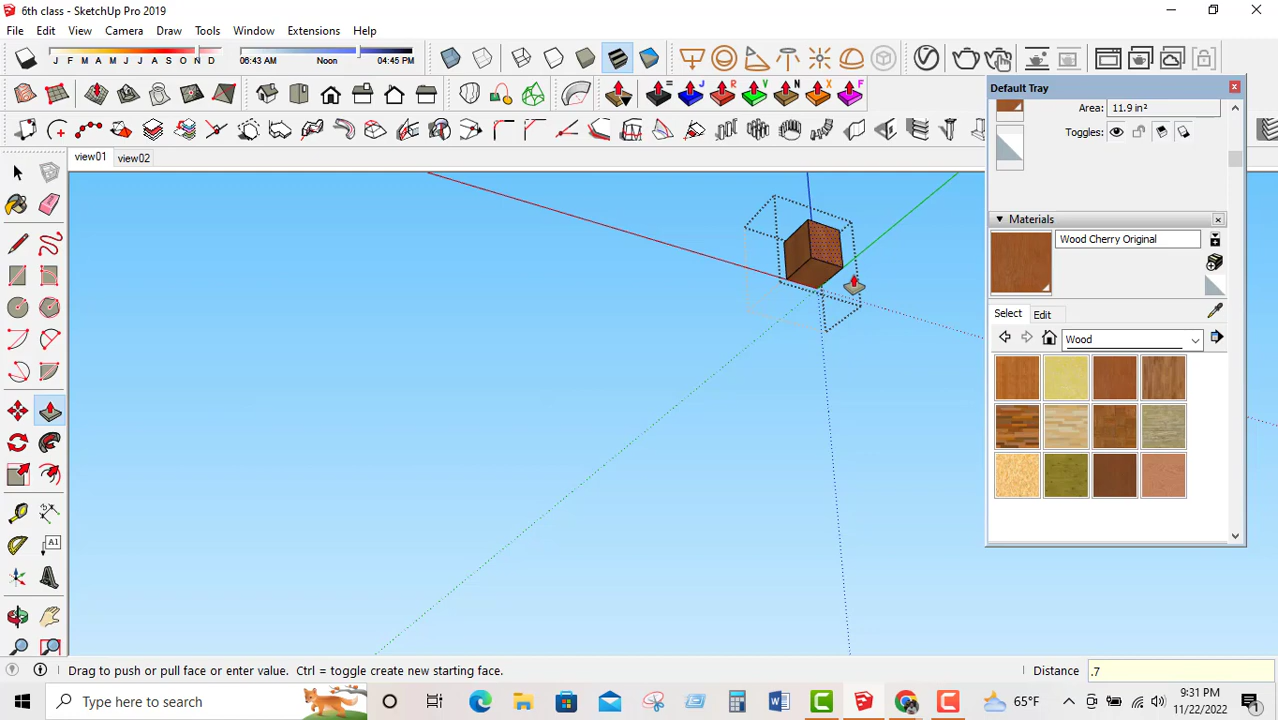 6th class - SketchUp Pro 2019
File Edit View Camera Draw Tools Window Extensions Help
J F M A M J J A S O N D 06:43 AM Noon 04:45 PM
= J R V N X F
view01 view02
Default Tray
Area: 11.9 in²
Toggles:
Materials
Wood Cherry Original
Select Edit
Wood
A1
Drag to push or pull face or enter value. Ctrl = toggle create new starting face. Distance .7
Type here to search
65°F
9:31 PM
11/22/2022
1